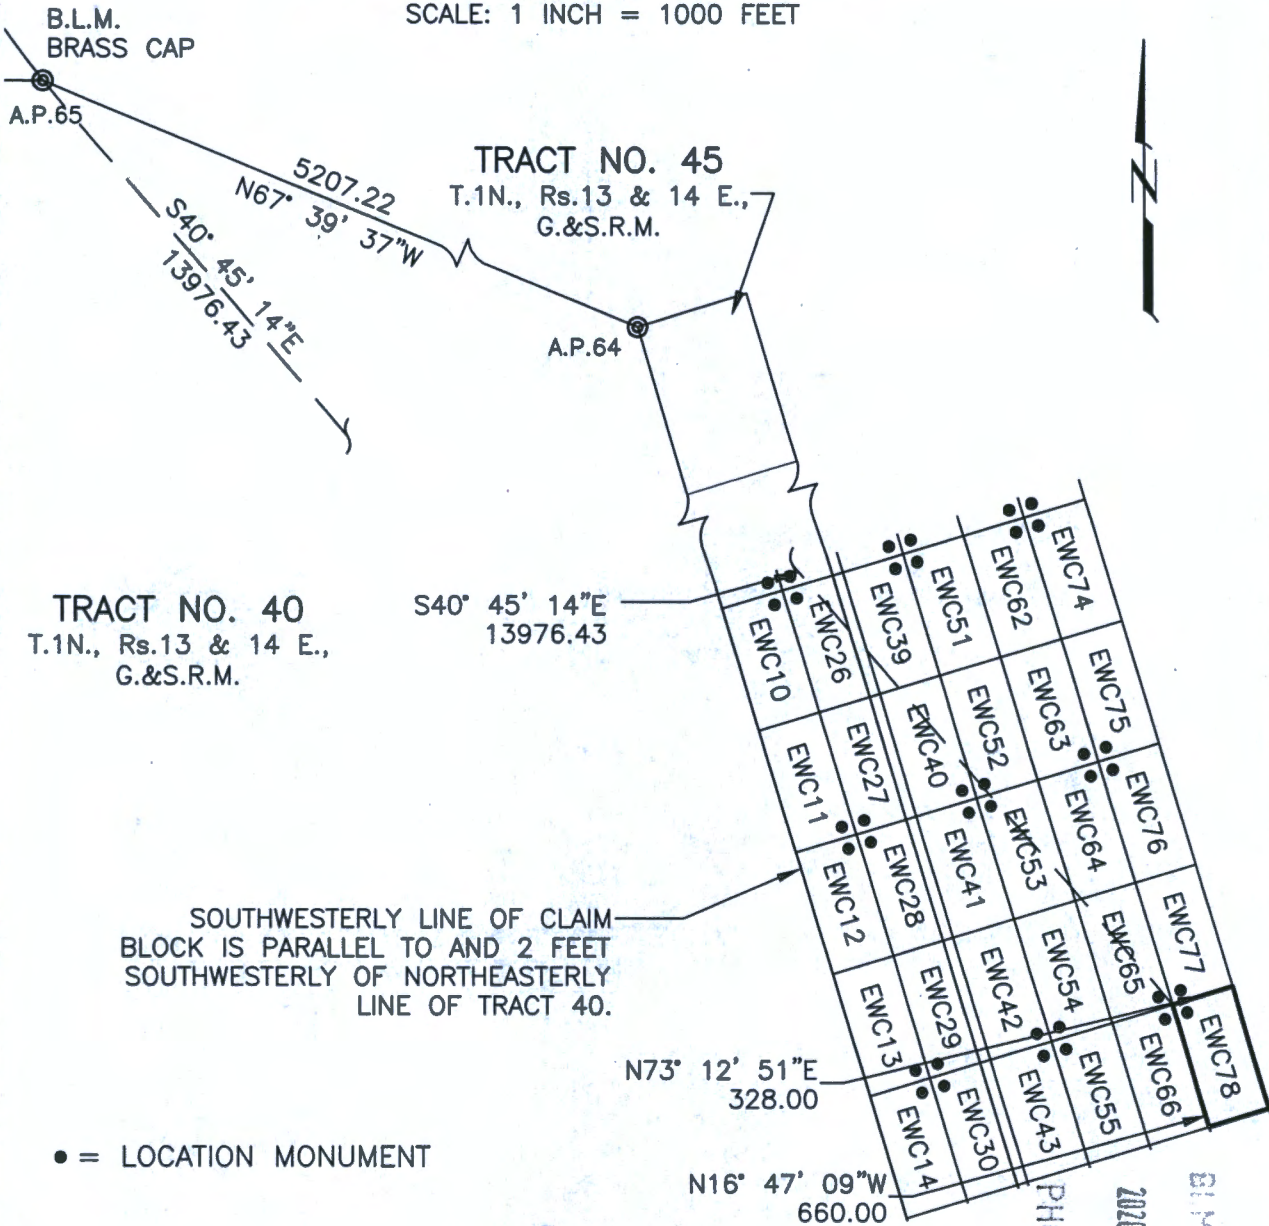 B.L.M.
BRASS CAP
SCALE: 1 INCH = 1000 FEET
A.P.65
5207.22
N67° 39' 37"W
S40° 45' 14"E
13976.43
TRACT NO. 45
T.1N., Rs.13 & 14 E.,
G.&S.R.M.
N
A.P.64
TRACT NO. 40
T.1N., Rs.13 & 14 E.,
G.&S.R.M.
S40° 45' 14"E
13976.43
EWC10
EWC26
EWC39
EWC51
EWC62
EWC74
EWC11
EWC27
EWC40
EWC52
EWC63
EWC75
EWC12
EWC28
EWC41
EWC53
EWC64
EWC76
EWC13
EWC29
EWC42
EWC54
EWC65
EWC77
EWC14
EWC30
EWC43
EWC55
EWC66
EWC78
SOUTHWESTERLY LINE OF CLAIM
BLOCK IS PARALLEL TO AND 2 FEET
SOUTHWESTERLY OF NORTHEASTERLY
LINE OF TRACT 40.
N73° 12' 51"E
328.00
● = LOCATION MONUMENT
N16° 47' 09"W
660.00
PH